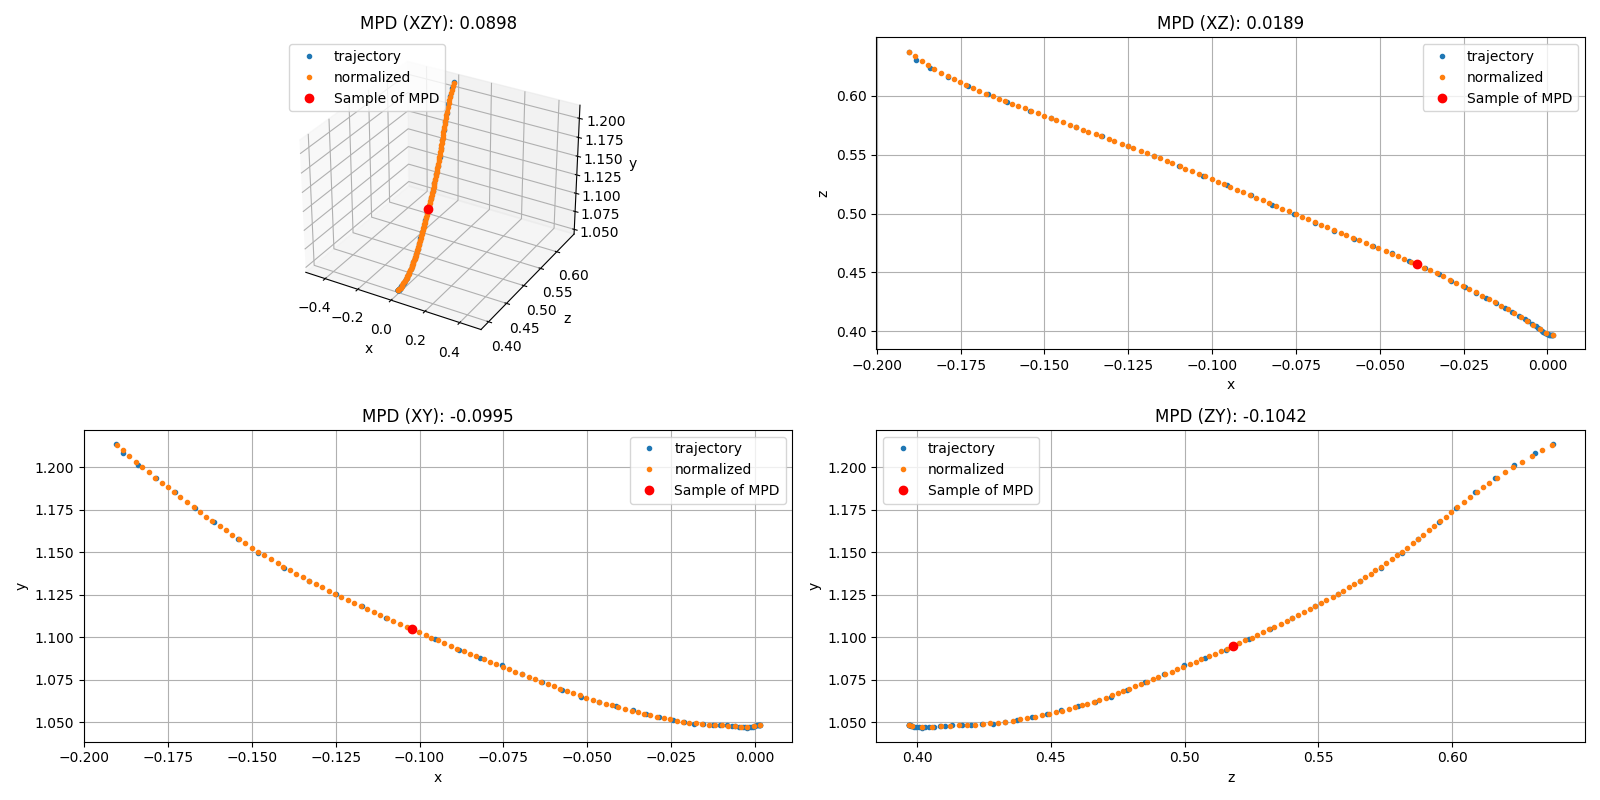 MPD (XZY): 0.0898
trajectory
normalized
Sample of MPD
1.200
1.175
1.150
1.125
1.100
1.075
1.050
y
0.60
0.55
0.50
0.45
0.40
z
−0.4
−0.2
0.0
0.2
0.4
x
MPD (XZ): 0.0189
trajectory
normalized
Sample of MPD
0.60
0.55
0.50
0.45
0.40
z
−0.200 −0.175 −0.150 −0.125 −0.100 −0.075 −0.050 −0.025 0.000
x
MPD (XY): -0.0995
trajectory
normalized
Sample of MPD
1.200
1.175
1.150
1.125
1.100
1.075
1.050
y
−0.200 −0.175 −0.150 −0.125 −0.100 −0.075 −0.050 −0.025 0.000
x
MPD (ZY): -0.1042
trajectory
normalized
Sample of MPD
1.200
1.175
1.150
1.125
1.100
1.075
1.050
y
0.40 0.45 0.50 0.55 0.60
z